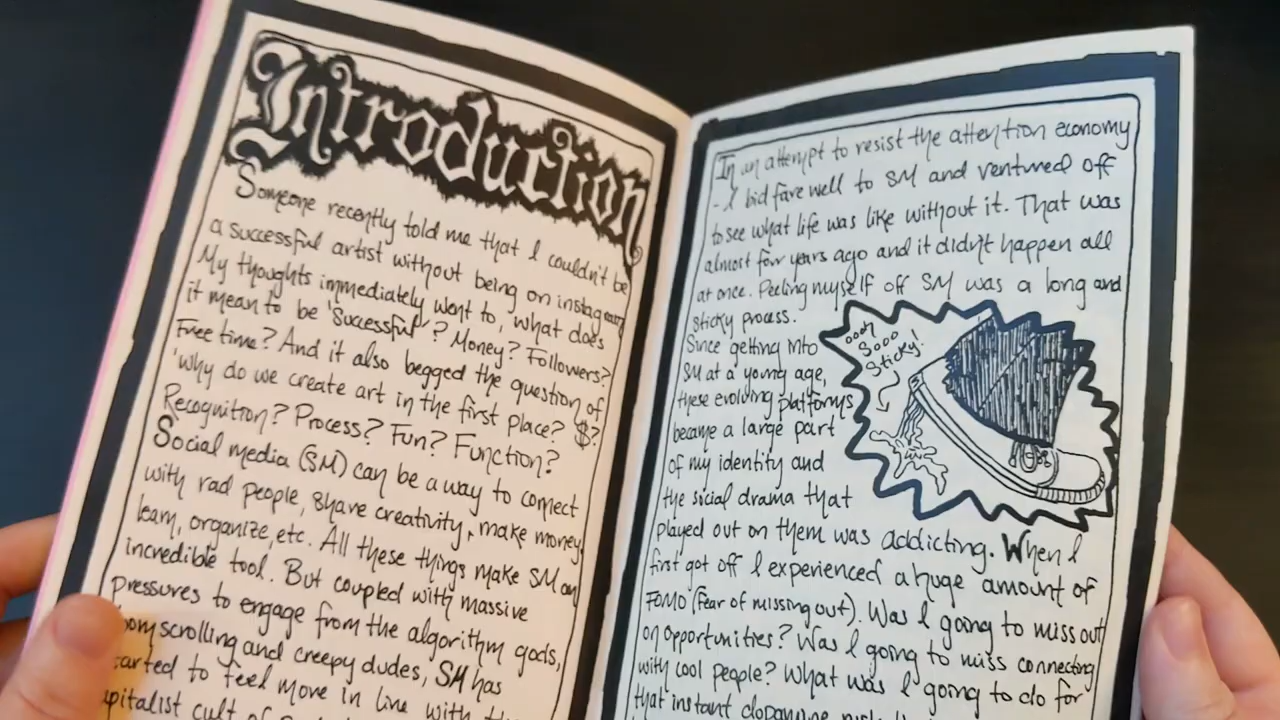 Introduction
Someone recently told me that I couldn't be
a successful artist without being on instagram
My thoughts immediately went to, what does
it mean to be 'Successful'? Money? Followers?
Free time? And it also begged the question of
'why do we create art in the first place? $?
Recognition? Process? Fun? Function?
Social media (SM) can be a way to connect
with rad people, share creativity, make money,
learn, organize, etc. All these things make SM an
incredible tool. But coupled with massive
pressures to engage from the algorithm gods,
scrolling and creepy dudes, SM has
started to feel more in line with
cult of
In an attempt to resist the attention economy
- I bid fare well to SM and ventured off
to see what life was like without it. That was
almost four years ago and it didn't happen all
at once. Peeling myself off SM was a long and
sticky process.
Since getting into
SM at a young age,
these evolving platforms
became a large part
of my identity and
the social drama that
played out on them was addicting. When I
first got off I experienced a huge amount of
FOMO (fear of missing out). Was I going to miss out
on opportunities? Was I going to miss connecting
with cool people? What was I going to do for
that instant dopamine
oooh
Sooo
Sticky!